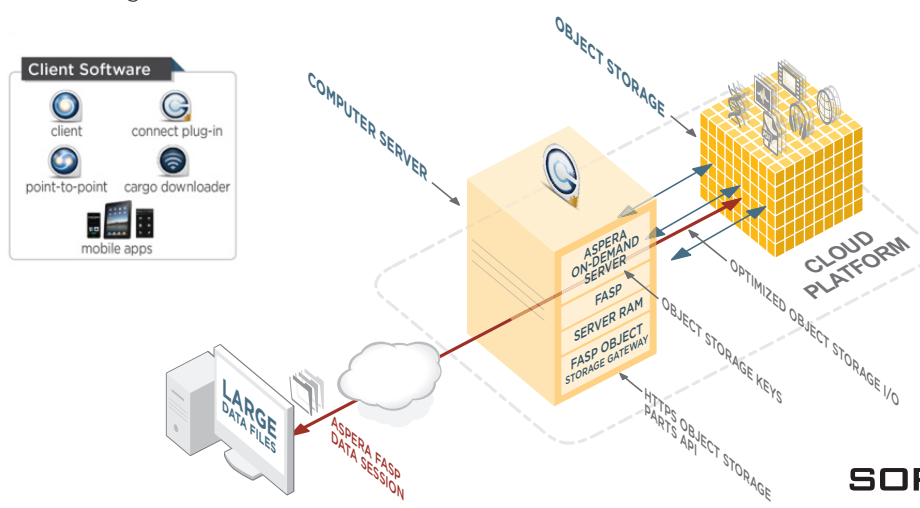 Client Software
client
connect plug-in
point-to-point
cargo downloader
mobile apps
COMPUTER SERVER
OBJECT STORAGE
ASPERA
ON-DEMAND
SERVER
FASP
SERVER RAM
FASP OBJECT
STORAGE GATEWAY
CLOUD
PLATFORM
OPTIMIZED OBJECT STORAGE I/O
OBJECT STORAGE KEYS
HTTPS OBJECT STORAGE
PARTS API
LARGE
DATA FILES
ASPERA FASP
DATA SESSION